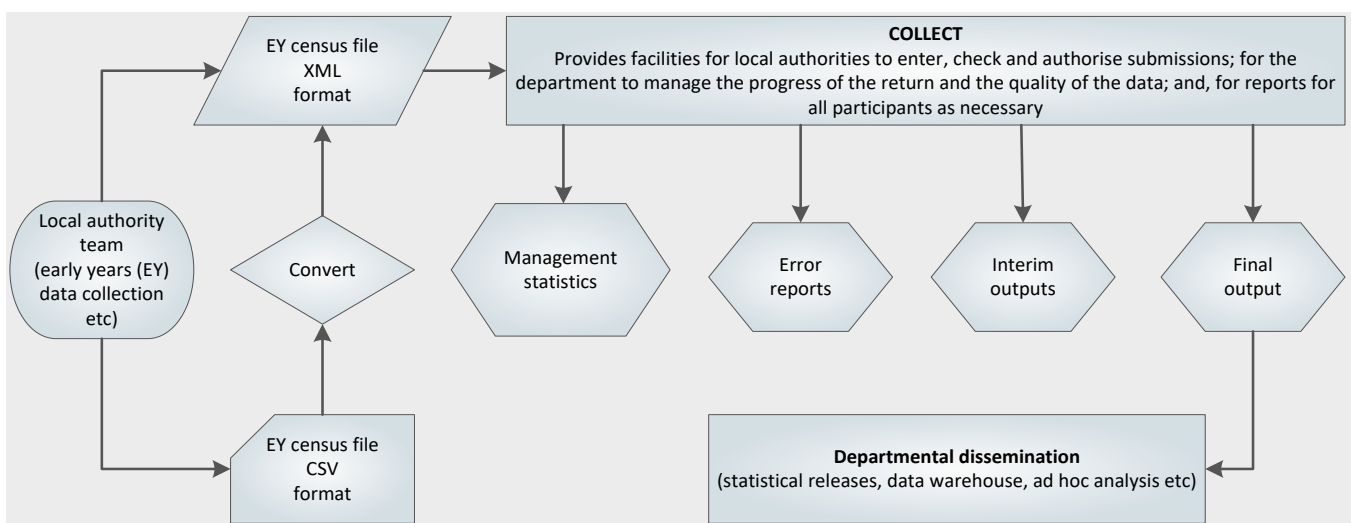 EY census file
XML
format
COLLECT
Provides facilities for local authorities to enter, check and authorise submissions; for the
department to manage the progress of the return and the quality of the data; and, for reports for
all participants as necessary
Local authority
team
(early years (EY)
data collection
etc)
Convert
Management
statistics
Error
reports
Interim
outputs
Final
output
EY census file
CSV
format
Departmental dissemination
(statistical releases, data warehouse, ad hoc analysis etc)